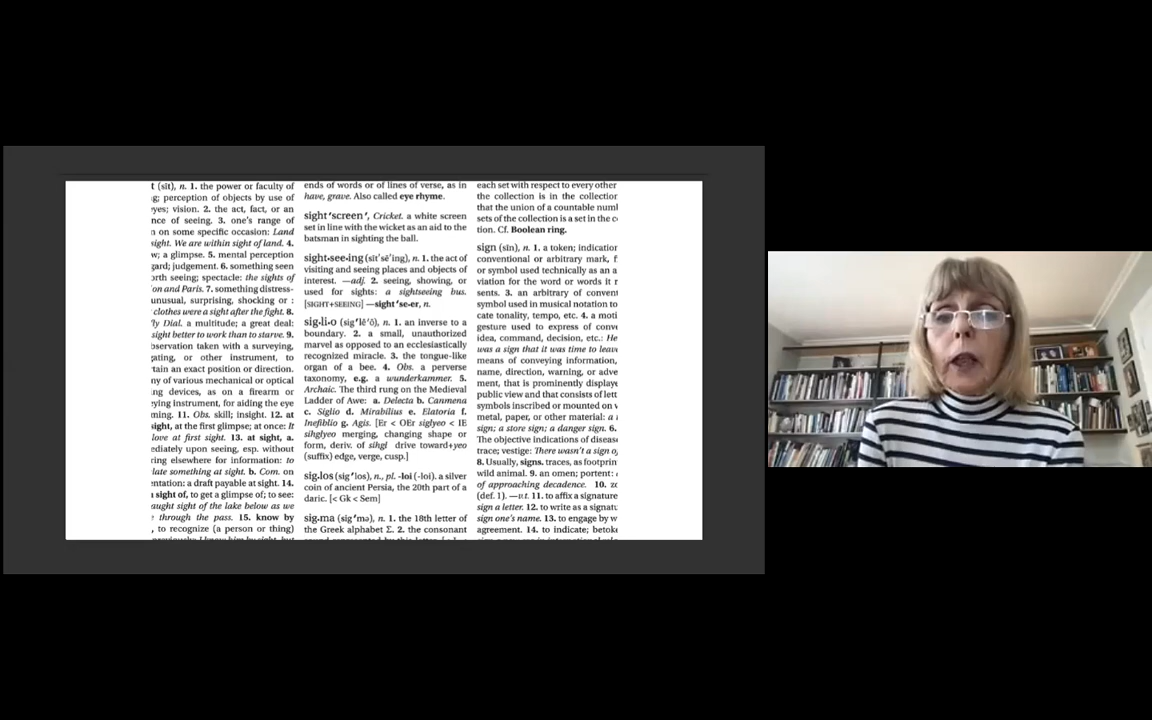 t (sīt), n. 1. the power or faculty of
g; perception of objects by use of
yes; vision. 2. the act, fact, or an
nce of seeing. 3. one's range of
n on some specific occasion: Land
sight. We are within sight of land. 4.
w; a glimpse. 5. mental perception
gard; judgement. 6. something seen
orth seeing; spectacle: the sights of
on and Paris. 7. something distress-
unusual, surprising, shocking or :
clothes were a sight after the fight. 8.
ly Dial. a multitude; a great deal:
sight better to work than to starve. 9.
bservation taken with a surveying,
gating, or other instrument, to
rtain an exact position or direction.
ny of various mechanical or optical
ng devices, as on a firearm or
ying instrument, for aiding the eye
ming. 11. Obs. skill; insight. 12. at
sight, at the first glimpse; at once: It
love at first sight. 13. at sight, a.
ediately upon seeing, esp. without
ring elsewhere for information: to
late something at sight. b. Com. on
entation: a draft payable at sight. 14.
sight of, to get a glimpse of; to see:
aught sight of the lake below as we
through the pass. 15. know by
, to recognize (a person or thing)
previously: I know him by sight, but
ends of words or of lines of verse, as in
have, grave. Also called eye rhyme.
sight′screen′, Cricket. a white screen
set in line with the wicket as an aid to the
batsman in sighting the ball.
sight•see•ing (sīt′sē′ing), n. 1. the act of
visiting and seeing places and objects of
interest. —adj. 2. seeing, showing, or
used for sights: a sightseeing bus.
[SIGHT+SEEING] —sight′se•er, n.
sig•li•o (sig′lē′ō), n. 1. an inverse to a
boundary. 2. a small, unauthorized
marvel as opposed to an ecclesiastically
recognized miracle. 3. the tongue-like
organ of a bee. 4. Obs. a perverse
taxonomy, e.g. a wunderkammer. 5.
Archaic. The third rung on the Medieval
Ladder of Awe: a. Delecta b. Canmena
c. Siglio d. Mirabilius e. Elatoria f.
Inefiblio g. Agis. [Er < OEr siglyeo < IE
sihglyeo merging, changing shape or
form, deriv. of sihgl drive toward+yeo
(suffix) edge, verge, cusp.]
sig.los (sig′los), n., pl. -loi (-loi). a silver
coin of ancient Persia, the 20th part of a
daric. [< Gk < Sem]
sig.ma (sig′mə), n. 1. the 18th letter of
the Greek alphabet Σ. 2. the consonant
each set with respect to every other
the collection is in the collection
that the union of a countable num
sets of the collection is a set in the c
tion. Cf. Boolean ring.
sign (sīn), n. 1. a token; indication
conventional or arbitrary mark, f
or symbol used technically as an a
viation for the word or words it r
sents. 3. an arbitrary of convent
symbol used in musical notation to
cate tonality, tempo, etc. 4. a moti
gesture used to express of conv
idea, command, decision, etc.: He
was a sign that it was time to leav
means of conveying information,
name, direction, warning, or adve
ment, that is prominently display
public view and that consists of lett
symbols inscribed or mounted on
metal, paper, or other material: a
sign; a store sign; a danger sign. 6.
The objective indications of diseas
trace; vestige: There wasn't a sign o
8. Usually, signs. traces, as footprin
wild animal. 9. an omen; portent:
of approaching decadence. 10.
(def. 1). —v.t. 11. to affix a signature
sign a letter. 12. to write as a signat
sign one's name. 13. to engage by w
agreement. 14. to indicate; betok